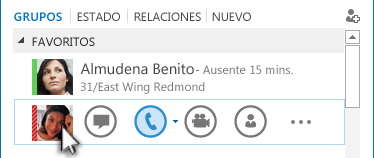 GRUPOS ESTADO RELACIONES NUEVO
FAVORITOS
Almudena Benito- Ausente 15 mins.
31/East Wing Redmond